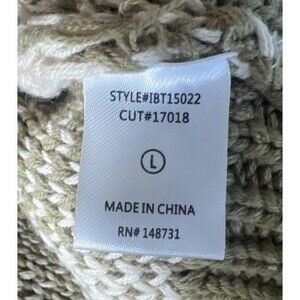 STYLE#IBT15022
CUT#17018
L
MADE IN CHINA
RN# 148731